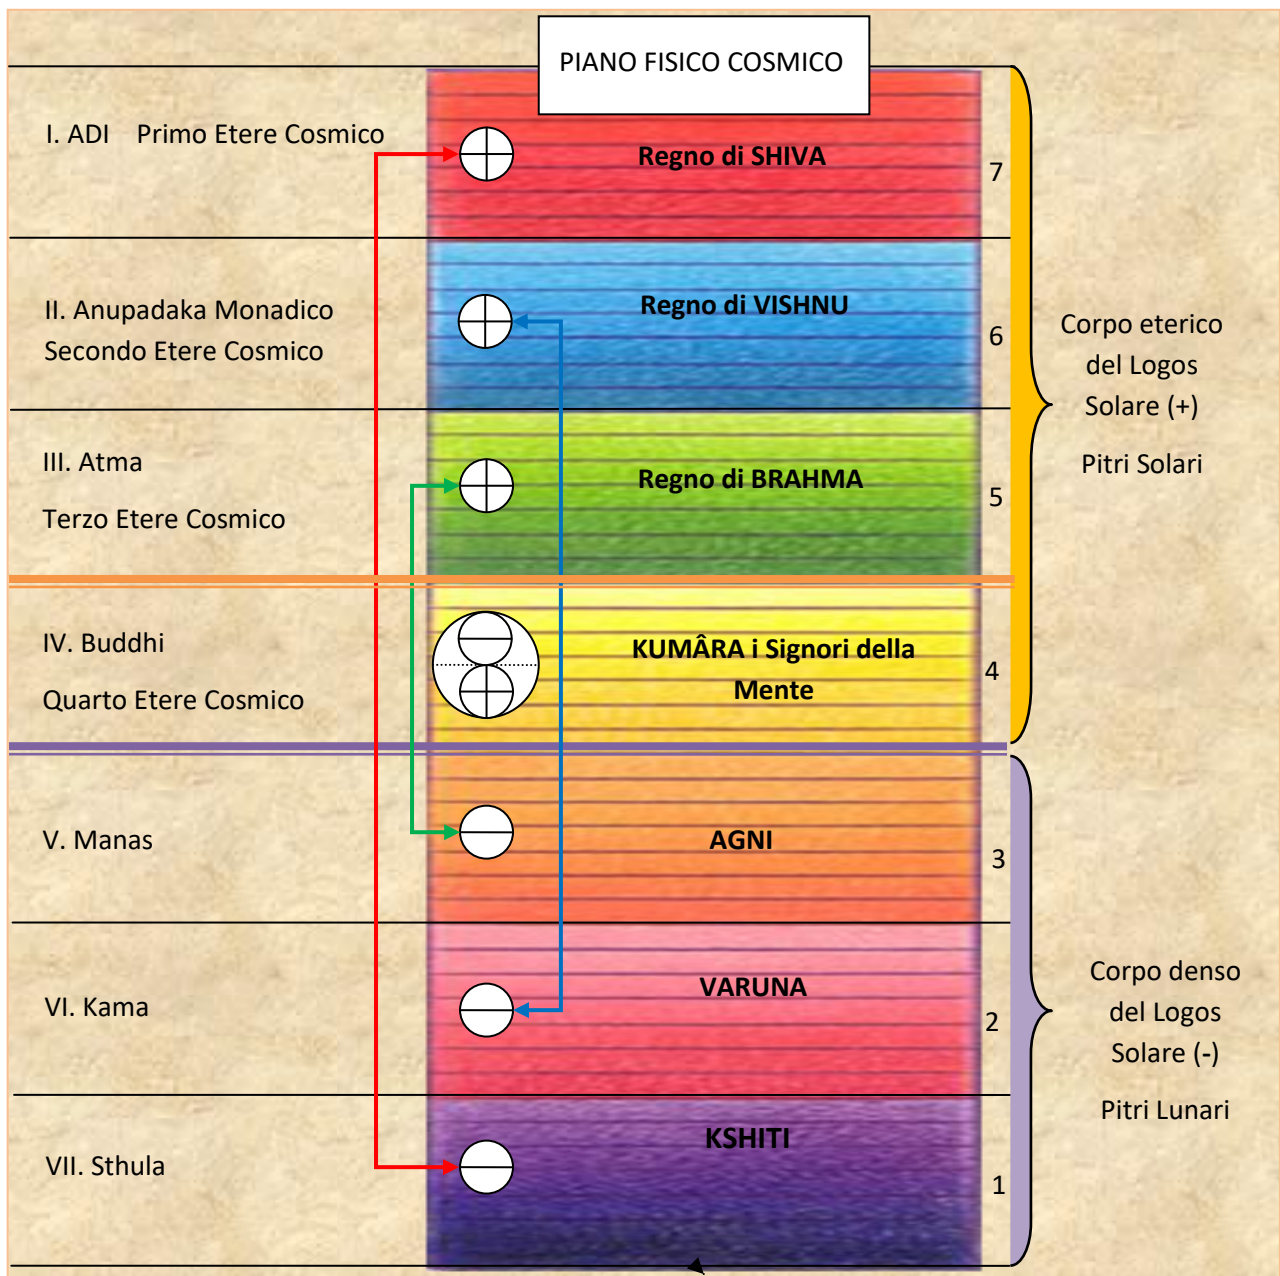 PIANO FISICO COSMICO
I. ADI Primo Etere Cosmico
Regno di SHIVA
7
II. Anupadaka Monadico
Secondo Etere Cosmico
Regno di VISHNU
6
III. Atma
Terzo Etere Cosmico
Regno di BRAHMA
5
Corpo eterico
del Logos
Solare (+)
Pitri Solari
IV. Buddhi
Quarto Etere Cosmico
KUMÂRA i Signori della
Mente
4
V. Manas
AGNI
3
VI. Kama
VARUNA
2
VII. Sthula
KSHITI
1
Corpo denso
del Logos
Solare (-)
Pitri Lunari